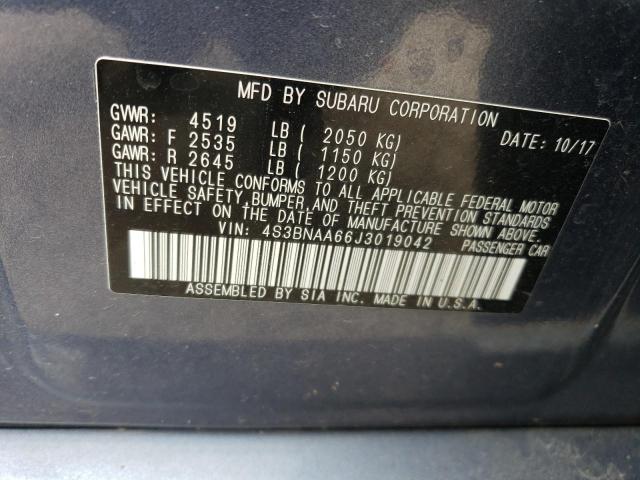 MFD BY SUBARU CORPORATION
GVWR: 4519 LB ( 2050 KG) DATE: 10/17
GAWR: F 2535 LB ( 1150 KG)
GAWR: R 2645 LB ( 1200 KG)
THIS VEHICLE CONFORMS TO ALL APPLICABLE FEDERAL MOTOR
VEHICLE SAFETY, BUMPER, AND THEFT PREVENTION STANDARDS
IN EFFECT ON THE DATE OF MANUFACTURE SHOWN ABOVE.
VIN: 4S3BNAA66J3019042 PASSENGER CAR
ASSEMBLED BY SIA INC. MADE IN U.S.A.